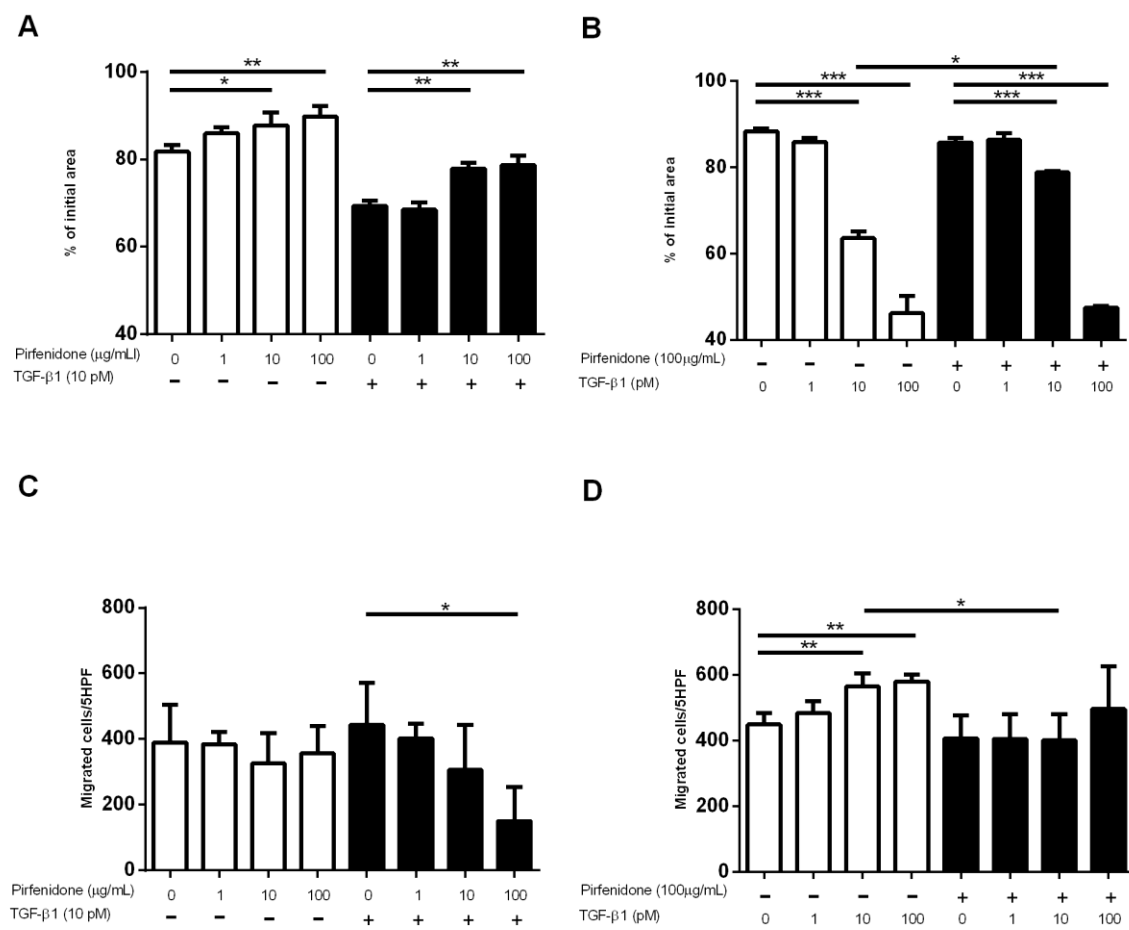 A
** **
* **
100
80
60
40
% of initial area
Pirfenidone (μg/mLl) 0 1 10 100 0 1 10 100
TGF-β1 (10 pM) − − − − + + + +
B
*
*** ***
*** ***
100
80
60
40
% of initial area
Pirfenidone (100μg/mL) − − − − + + + +
TGF-β1 (pM) 0 1 10 100 0 1 10 100
C
*
800
600
400
200
0
Migrated cells/5HPF
Pirfenidone (μg/mL) 0 1 10 100 0 1 10 100
TGF-β1 (10 pM) − − − − + + + +
D
*
**
**
800
600
400
200
0
Migrated cells/5HPF
Pirfenidone (100μg/mL) − − − − + + + +
TGF-β1 (pM) 0 1 10 100 0 1 10 100